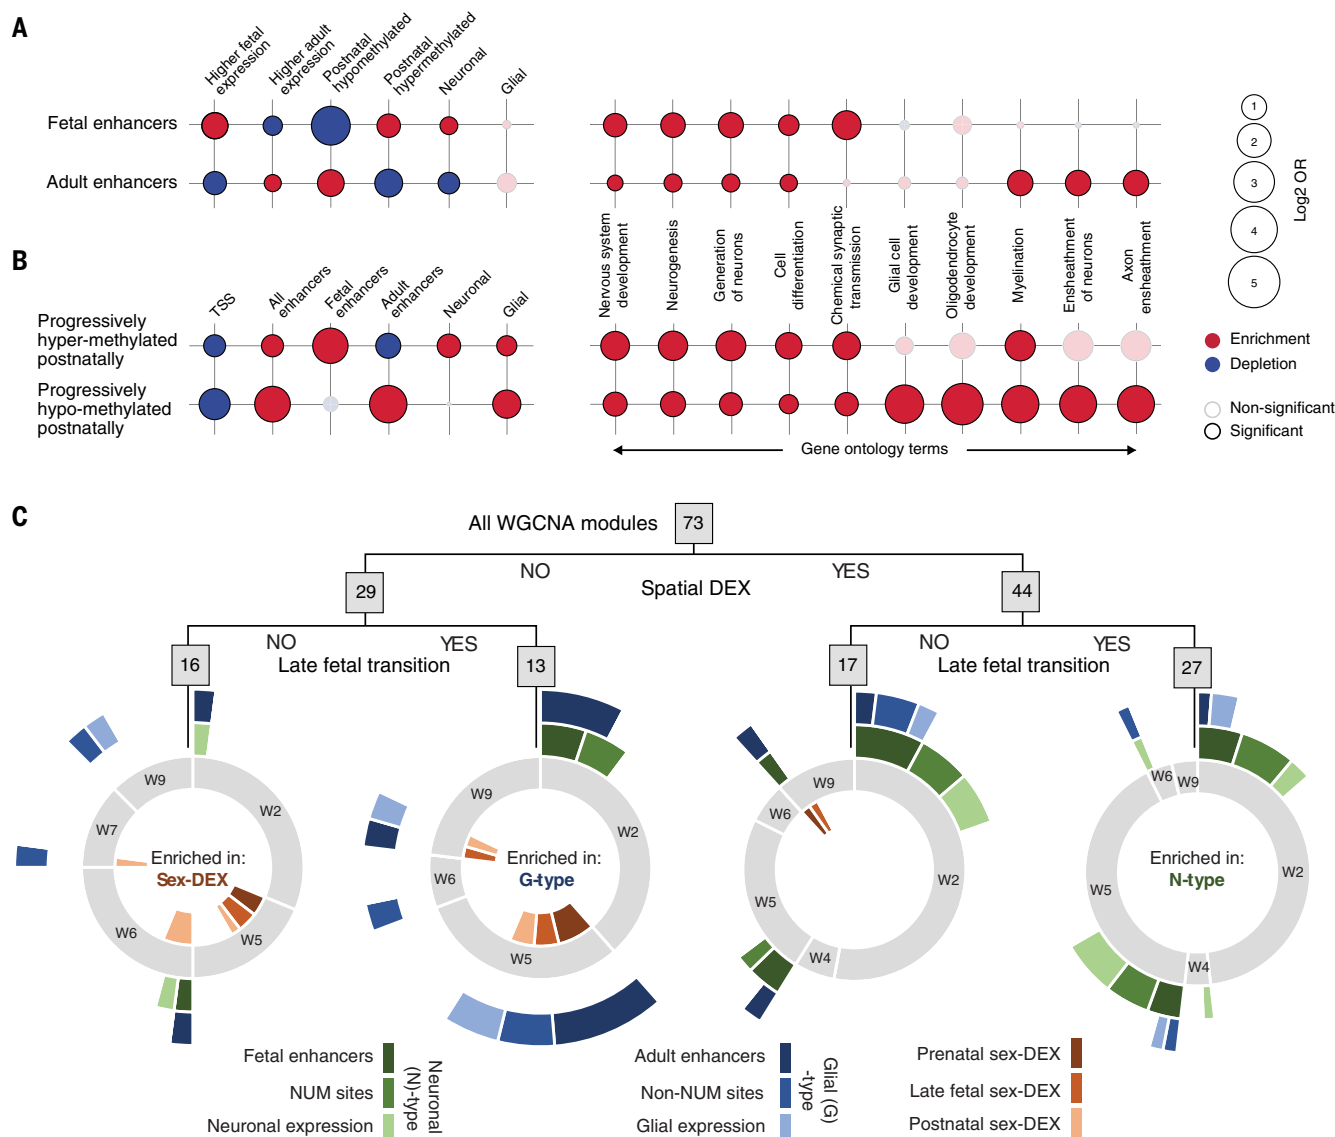 A
Higher fetal
expression
Higher adult
expression
Postnatal
hypomethylated
Postnatal
hypermethylated
Neuronal
Glial
Fetal enhancers
Adult enhancers
1
2
3
4
5
Log2 OR
Nervous system
development
Neurogenesis
Generation
of neurons
Cell
differentiation
Chemical synaptic
transmission
Glial cell
development
Oligodendrocyte
development
Myelination
Ensheathment
of neurons
Axon
ensheathment
B
TSS
All
enhancers
Fetal
enhancers
Adult
enhancers
Neuronal
Glial
Progressively
hyper-methylated
postnatally
Progressively
hypo-methylated
postnatally
Enrichment
Depletion
Non-significant
Significant
Gene ontology terms
C
All WGCNA modules
73
NO
Spatial DEX
YES
29
44
NO
YES
Late fetal transition
NO
YES
Late fetal transition
16
13
17
27
W9
W2
W7
W6
W5
Enriched in:
Sex-DEX
W9
W2
W6
W5
Enriched in:
G-type
W9
W6
W2
W5
W4
W6
W9
W5
W2
W4
Enriched in:
N-type
Fetal enhancers
NUM sites
Neuronal expression
Neuronal
(N)-type
Adult enhancers
Non-NUM sites
Glial expression
Glial (G)
-type
Prenatal sex-DEX
Late fetal sex-DEX
Postnatal sex-DEX